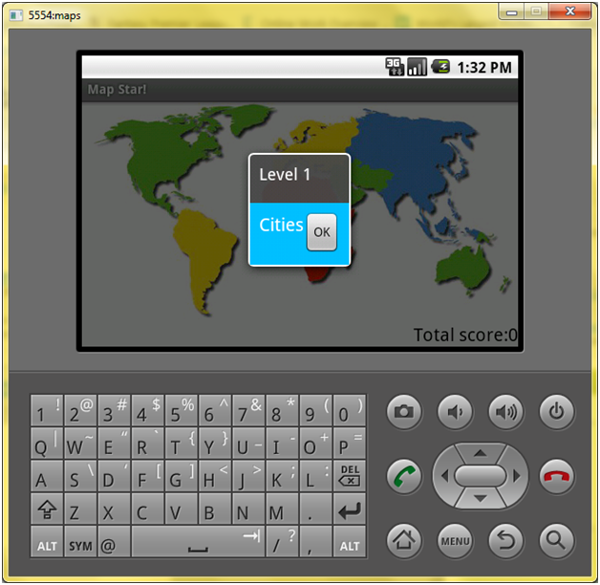 5554:maps
3G 1:32 PM
Map Star!
Level 1
Cities OK
Total score:0
1 ! 2 @ 3 # 4 $ 5 % 6 ^ 7 & 8 * 9 ( 0 )
Q | W ~ E “ R ` T { Y } U _ I - O + P =
A S \ D ' F [ G ] H < J > K ; L : DEL
Z X C V B N M .
ALT SYM @ / ? , ALT
MENU